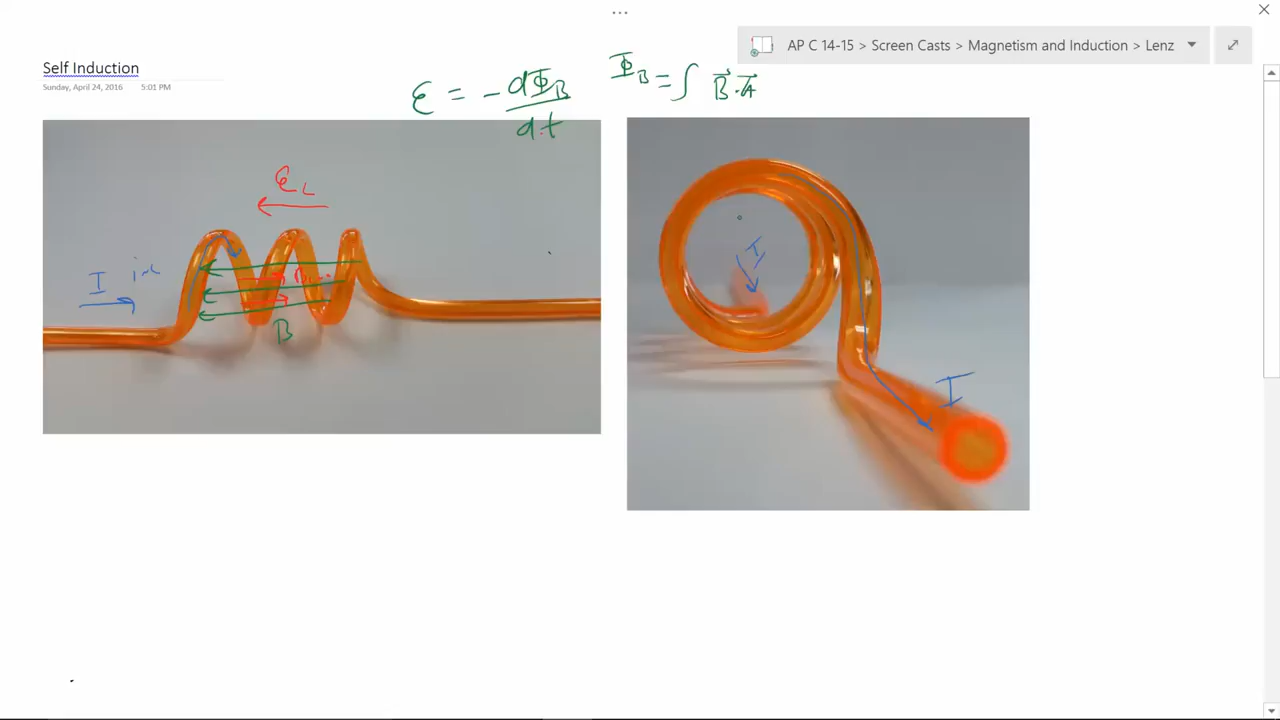 ...
AP C 14-15 > Screen Casts > Magnetism and Induction > Lenz
Self Induction
Sunday, April 24, 2016 5:01 PM
ε = - dΦB/dt
ΦB = ∫ B⃗ · A⃗
εL
I inc
B
I
I